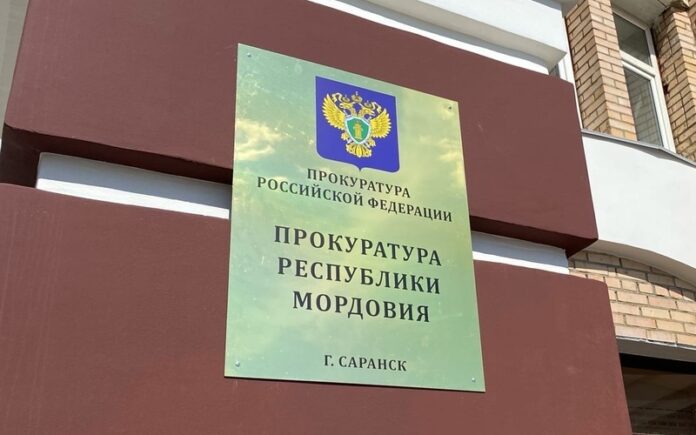 ПРОКУРАТУРА
РОССИЙСКОЙ ФЕДЕРАЦИИ
ПРОКУРАТУРА
РЕСПУБЛИКИ
МОРДОВИЯ
Г. САРАНСК